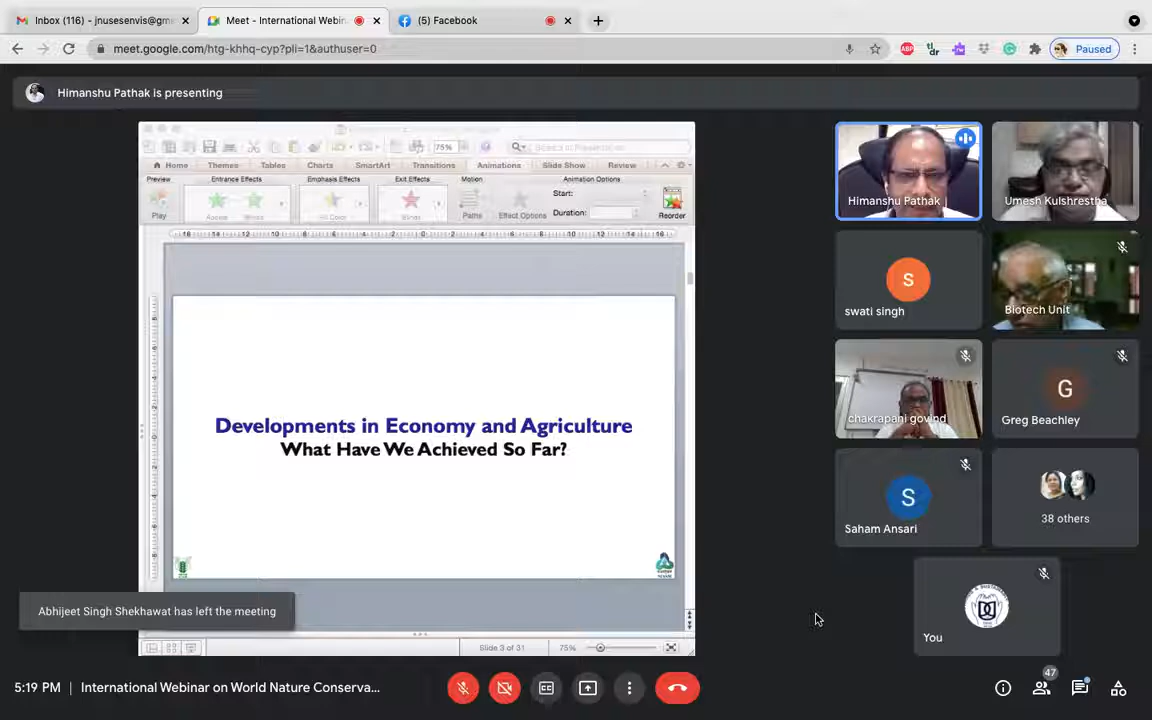 Inbox (116) - jnusesenvis@gm
Meet - International Webin
(5) Facebook
meet.google.com/htg-khhq-cyp?pli=1&authuser=0
ABP
tldr
Paused
Himanshu Pathak is presenting
75%
Home Themes Tables Charts SmartArt Transitions Animations Slide Show Review
Preview Entrance Effects Emphasis Effects Exit Effects Motion Animation Options
Start:
Play Paths Effect Options Duration: Reorder
Developments in Economy and Agriculture
What Have We Achieved So Far?
Slide 3 of 31 75%
Himanshu Pathak
Umesh Kulshrestha
S
swati singh
Biotech Unit
chakrapani govind
G
Greg Beachley
S
Saham Ansari
38 others
You
Abhijeet Singh Shekhawat has left the meeting
5:19 PM | International Webinar on World Nature Conserva...
47